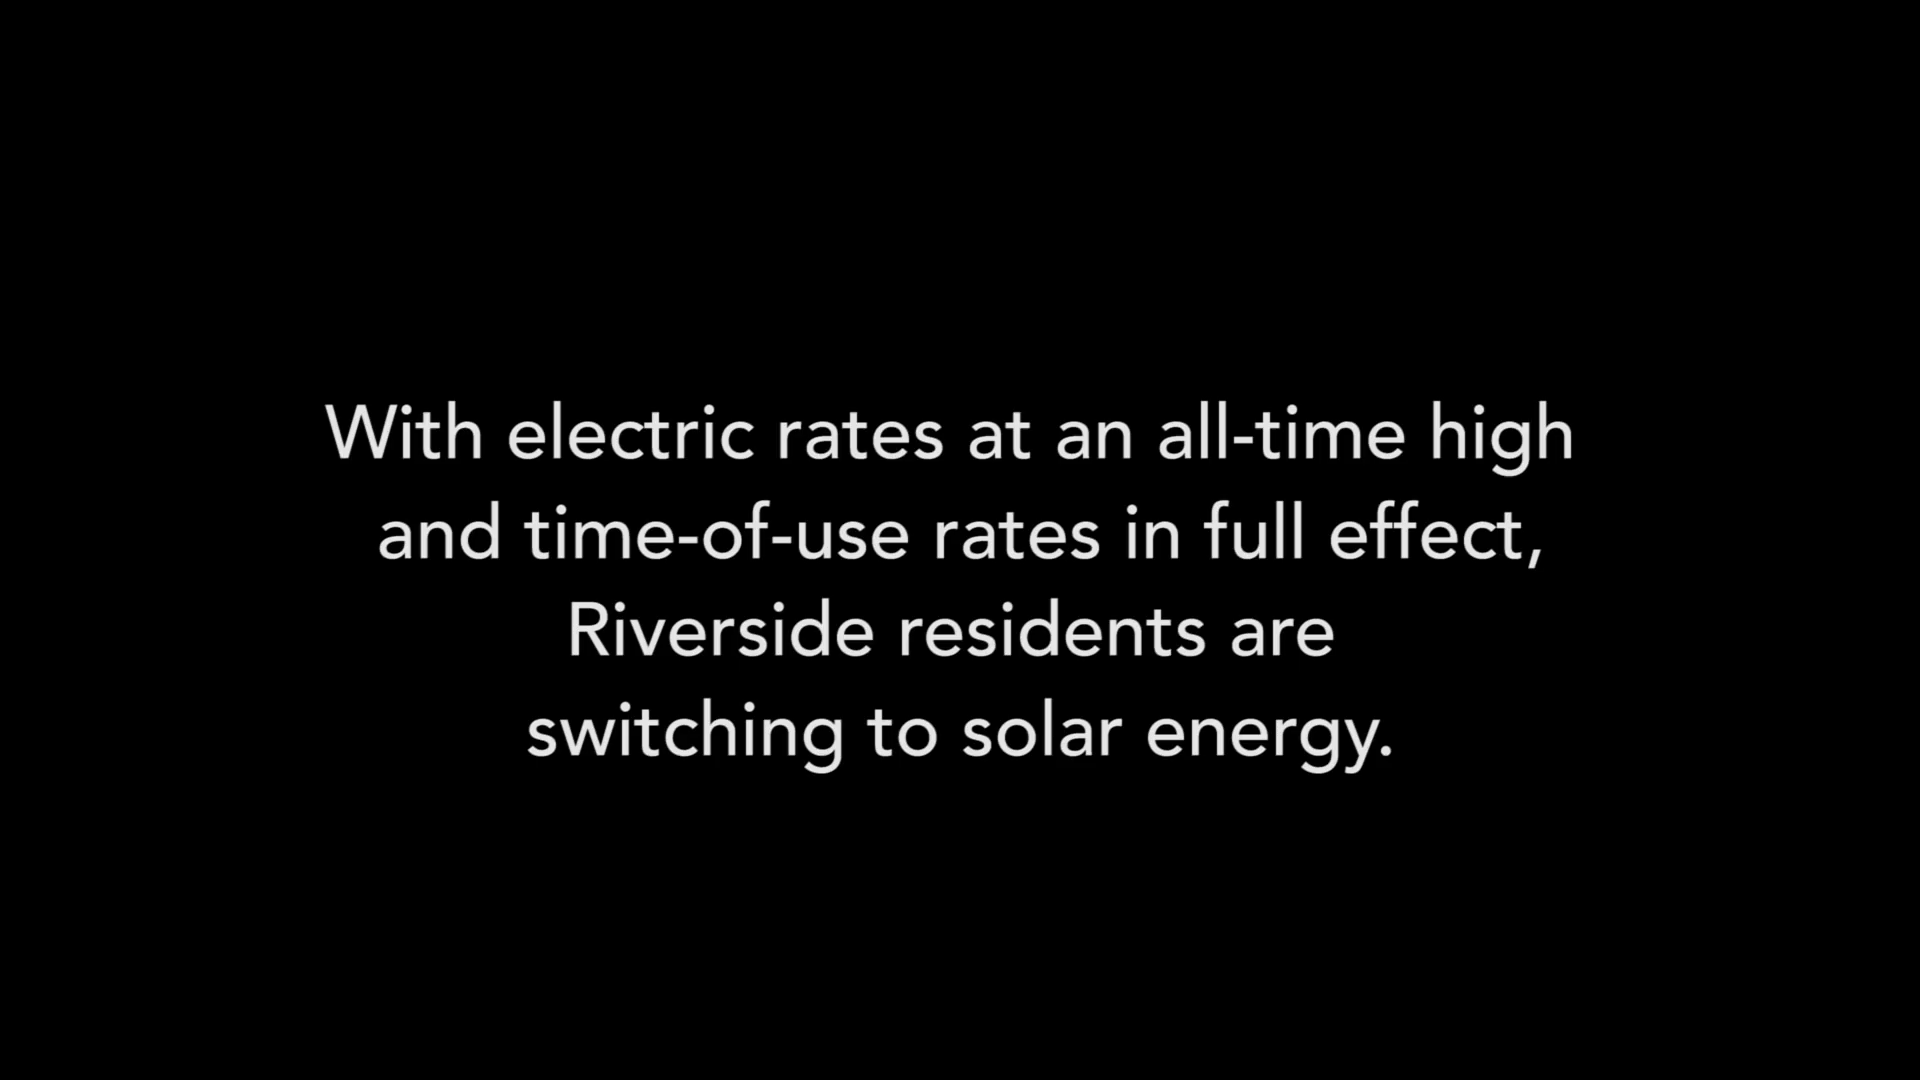 With electric rates at an all-time high
and time-of-use rates in full effect,
Riverside residents are
switching to solar energy.